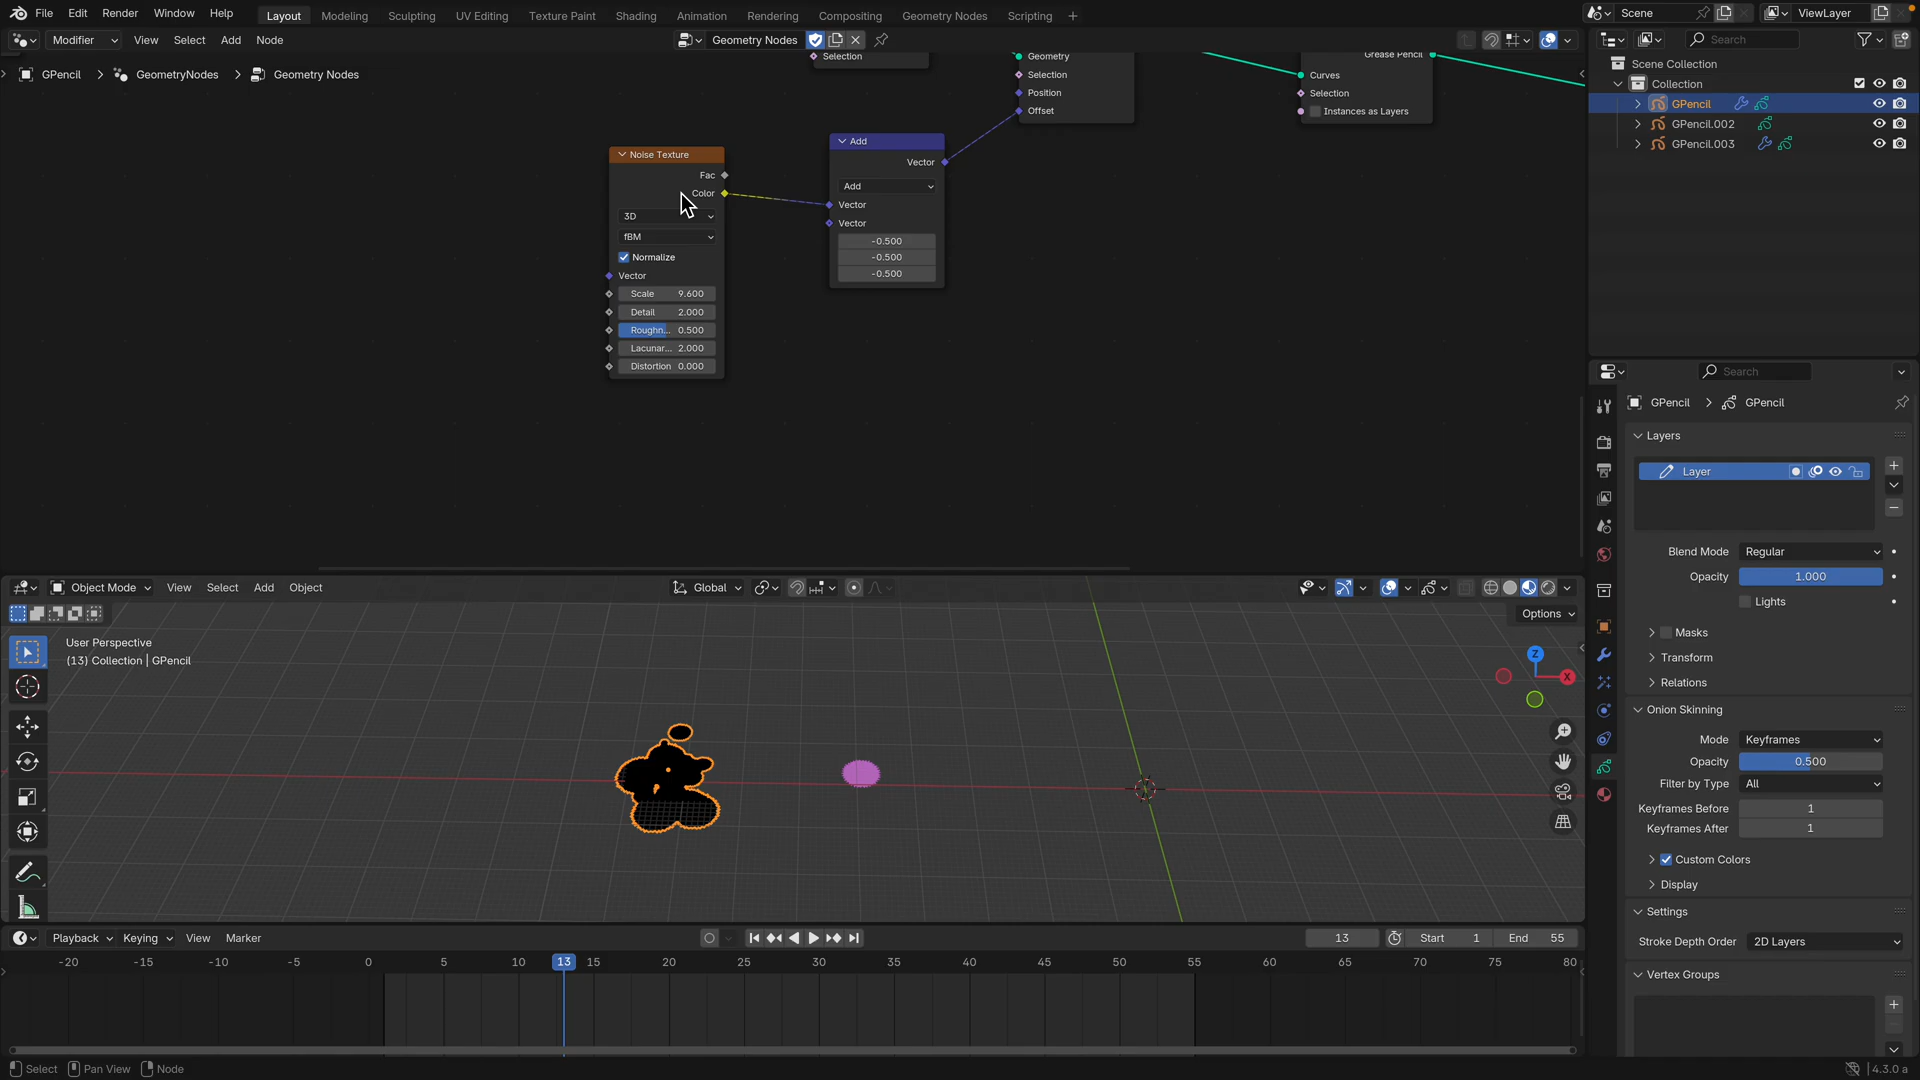 File Edit Render Window Help Layout Modeling Sculpting UV Editing Texture Paint Shading Animation Rendering Compositing Geometry Nodes Scripting + Scene ViewLayer
Modifier View Select Add Node Geometry Nodes Search
GPencil > GeometryNodes > Geometry Nodes
Selection
Geometry
Selection
Position
Offset
Grease Pencil
Curves
Selection
Instances as Layers
Noise Texture
Fac
Color
3D
fBM
Normalize
Vector
Scale 9.600
Detail 2.000
Roughn... 0.500
Lacunar... 2.000
Distortion 0.000
Add
Vector
Add
Vector
Vector
-0.500
-0.500
-0.500
Scene Collection
Collection
GPencil
GPencil.002
GPencil.003
Search
GPencil > GPencil
Layers
Layer
Blend Mode Regular
Opacity 1.000
Lights
Masks
Transform
Relations
Onion Skinning
Mode Keyframes
Opacity 0.500
Filter by Type All
Keyframes Before 1
Keyframes After 1
Custom Colors
Display
Settings
Stroke Depth Order 2D Layers
Vertex Groups
Object Mode View Select Add Object Global
Options
User Perspective
(13) Collection | GPencil
Z
X
Playback Keying View Marker 13 Start 1 End 55
-20 -15 -10 -5 0 5 10 13 15 20 25 30 35 40 45 50 55 60 65 70 75 80
Select Pan View Node 4.3.0 a